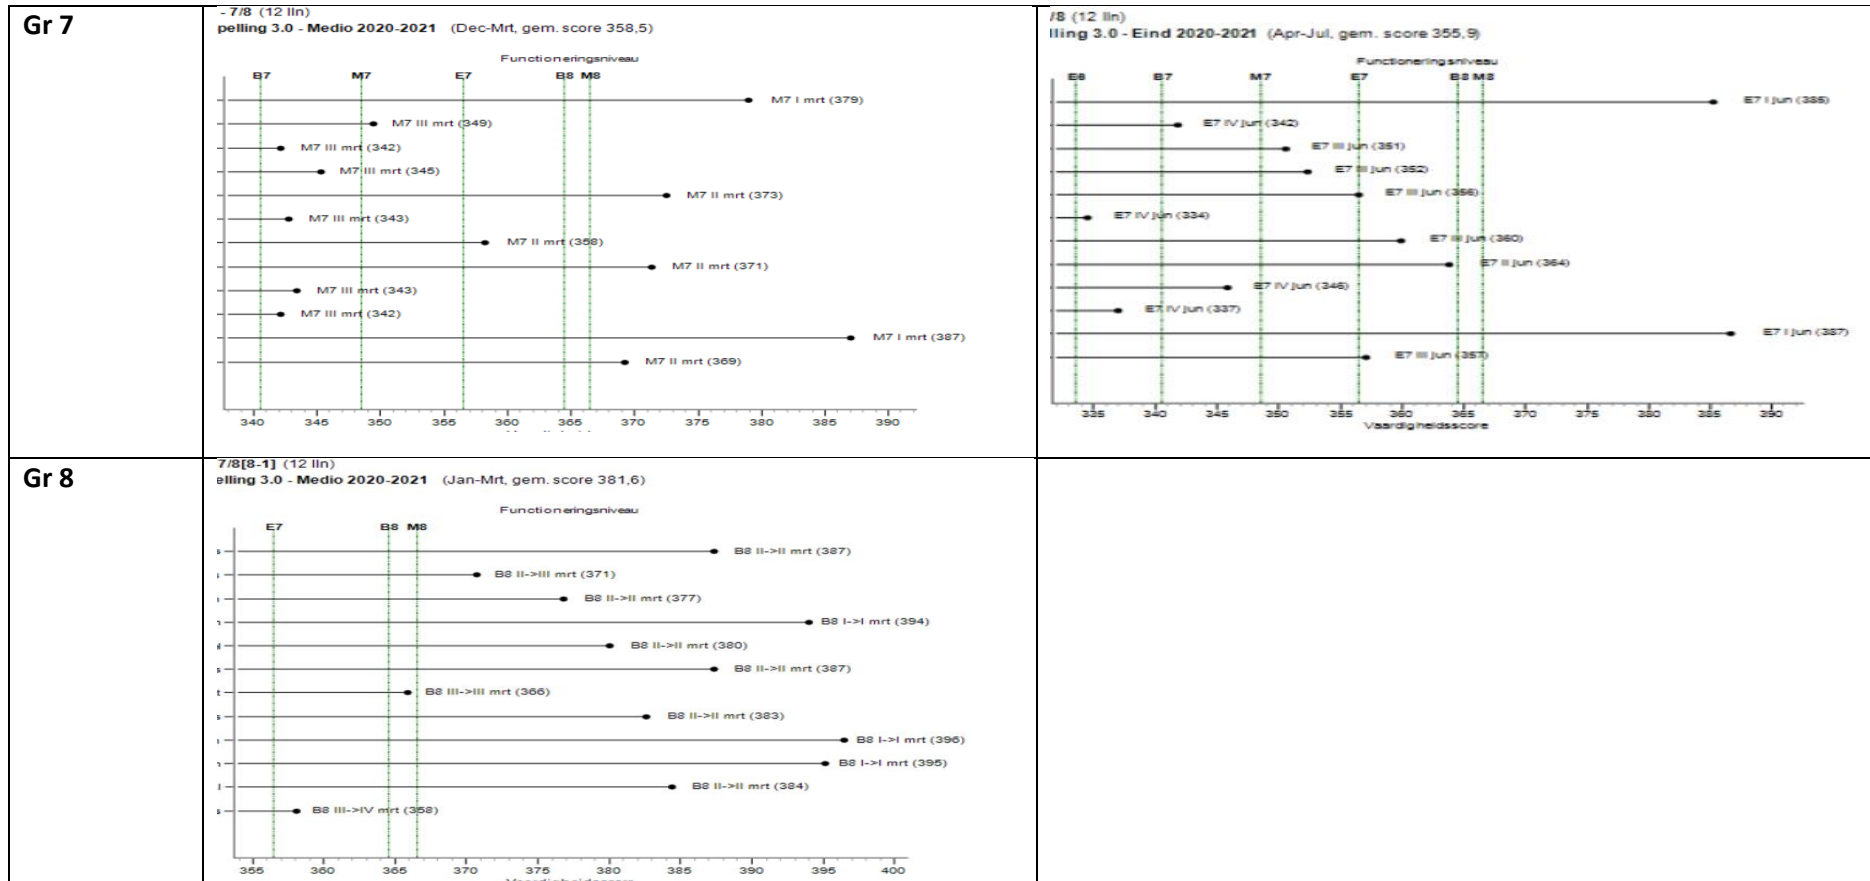 Gr 7
- 7/8 (12 lln)
pelling 3.0 - Medio 2020-2021 (Dec-Mrt, gem. score 358,5)
Functioneringsniveau
B7 M7 E7 B8 M8
M7 I mrt (379)
M7 III mrt (349)
M7 III mrt (342)
M7 III mrt (345)
M7 II mrt (373)
M7 III mrt (343)
M7 II mrt (358)
M7 II mrt (371)
M7 III mrt (343)
M7 III mrt (342)
M7 I mrt (387)
M7 II mrt (369)
340 345 350 355 360 365 370 375 380 385 390
/8 (12 lln)
lling 3.0 - Eind 2020-2021 (Apr-Jul, gem. score 355,9)
Functioneringsniveau
E6 B7 M7 E7 B8 M8
E7 I jun (385)
E7 IV jun (342)
E7 III jun (351)
E7 III jun (352)
E7 III jun (356)
E7 IV jun (334)
E7 III jun (360)
E7 II jun (364)
E7 IV jun (346)
E7 IV jun (337)
E7 I jun (387)
E7 III jun (357)
335 340 345 350 355 360 365 370 375 380 385 390
Vaardigheidsscore
Gr 8
7/8[8-1] (12 lln)
elling 3.0 - Medio 2020-2021 (Jan-Mrt, gem. score 381,6)
Functioneringsniveau
E7 B8 M8
B8 II->II mrt (387)
B8 II->III mrt (371)
B8 II->II mrt (377)
B8 I->I mrt (394)
B8 II->II mrt (380)
B8 II->II mrt (387)
B8 III->III mrt (366)
B8 II->II mrt (383)
B8 I->I mrt (396)
B8 I->I mrt (395)
B8 II->II mrt (384)
B8 III->IV mrt (358)
355 360 365 370 375 380 385 390 395 400